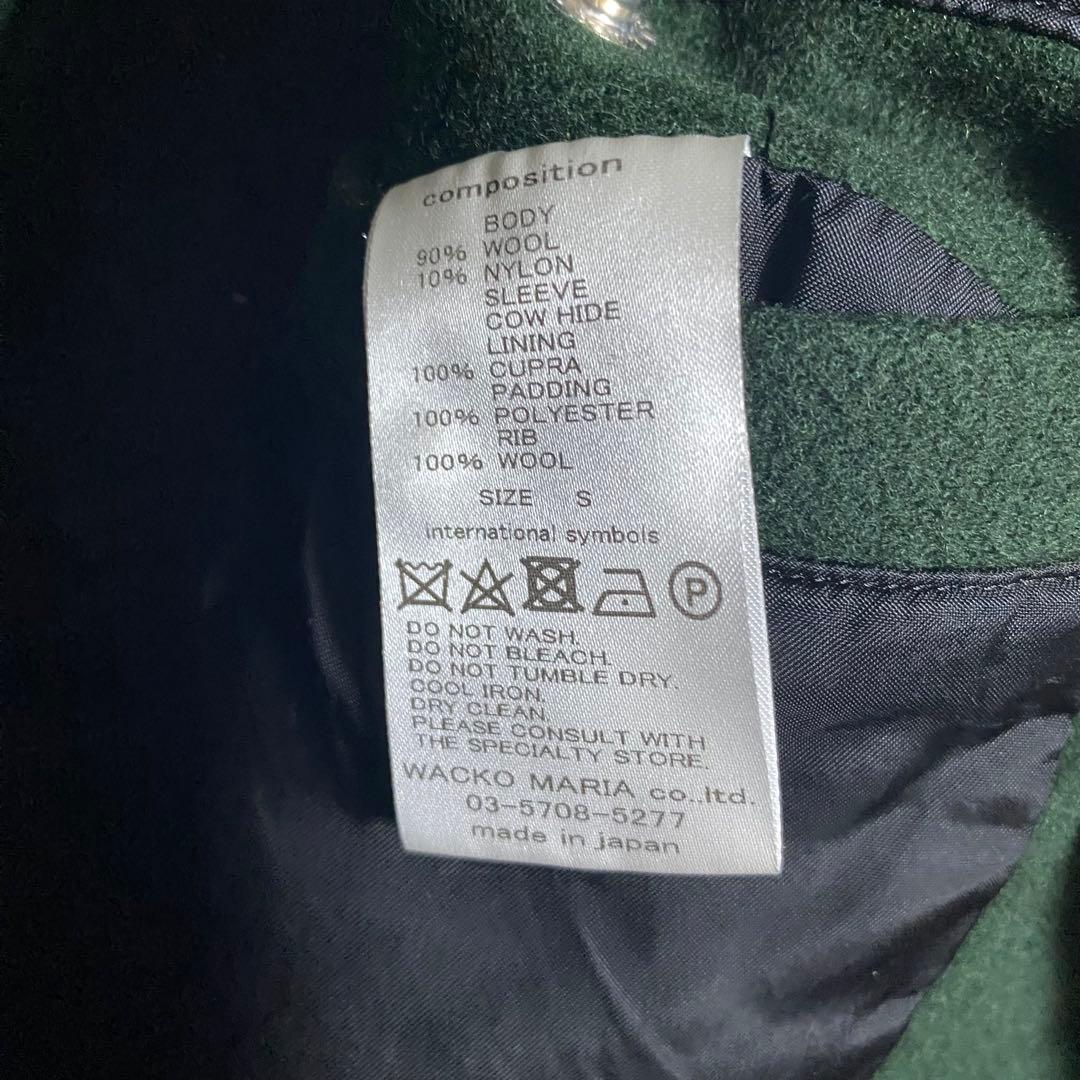 composition
BODY
90% WOOL
10% NYLON
SLEEVE
COW HIDE
LINING
100% CUPRA
PADDING
100% POLYESTER
RIB
100% WOOL
SIZE S
international symbols
P
DO NOT WASH.
DO NOT BLEACH.
DO NOT TUMBLE DRY.
COOL IRON.
DRY CLEAN.
PLEASE CONSULT WITH
THE SPECIALTY STORE.
WACKO MARIA co.,ltd.
03-5708-5277
made in japan